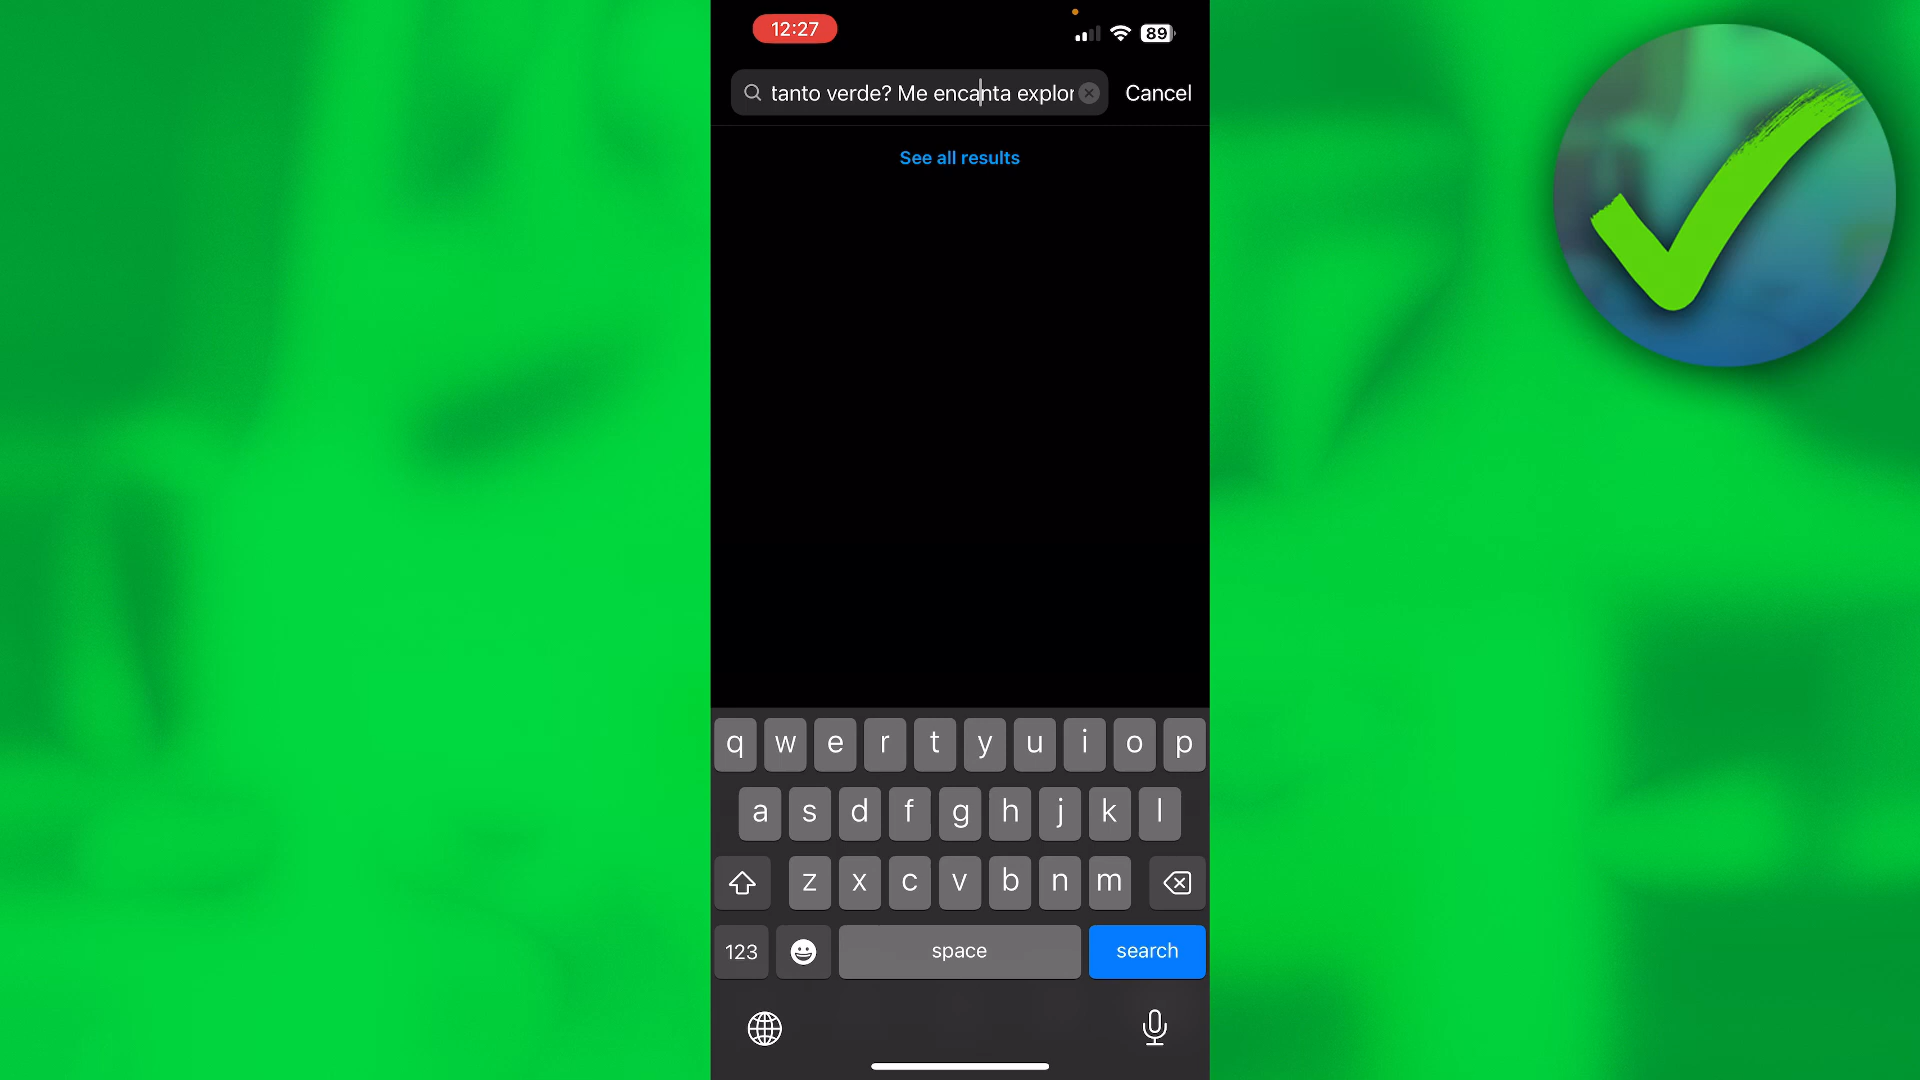 12:27
89
tanto verde? Me encanta explor
Cancel
See all results
q w e r t y u i o p
a s d f g h j k l
z x c v b n m
123
space
search